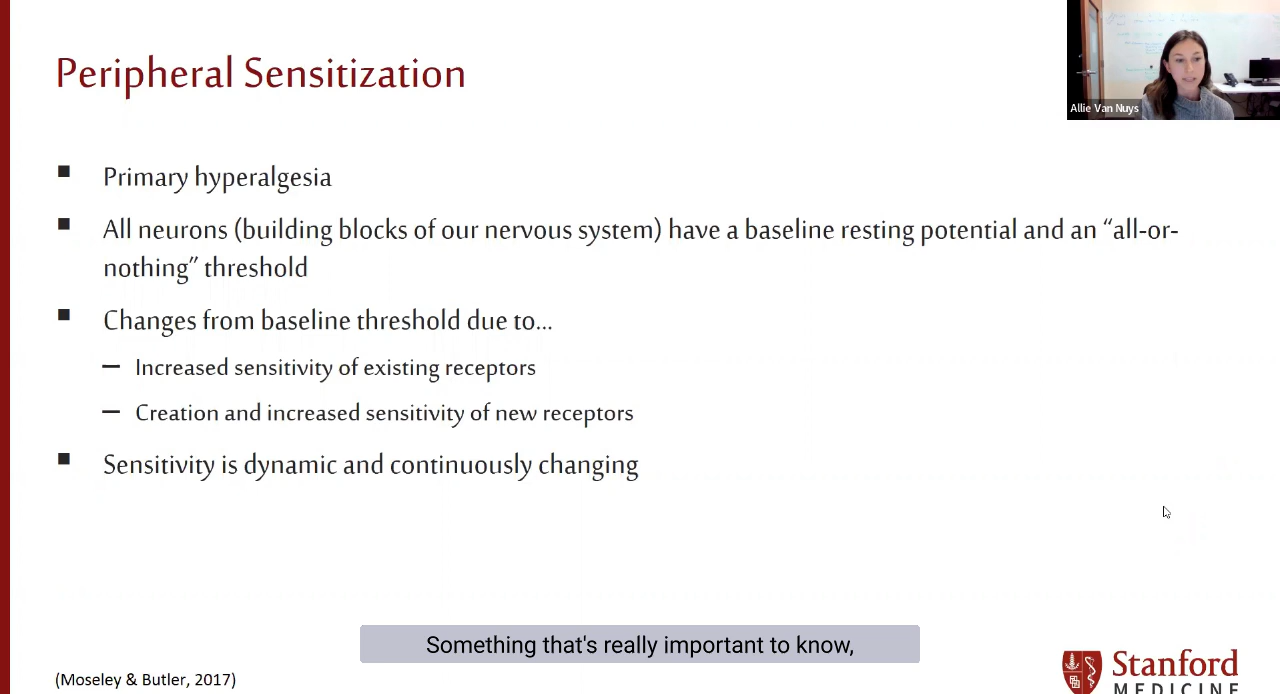 Peripheral Sensitization
Allie Van Nuys
■ Primary hyperalgesia
■ All neurons (building blocks of our nervous system) have a baseline resting potential and an “all-or-
nothing” threshold
■ Changes from baseline threshold due to...
– Increased sensitivity of existing receptors
– Creation and increased sensitivity of new receptors
■ Sensitivity is dynamic and continuously changing
Something that's really important to know,
(Moseley & Butler, 2017)
Stanford
MEDICINE